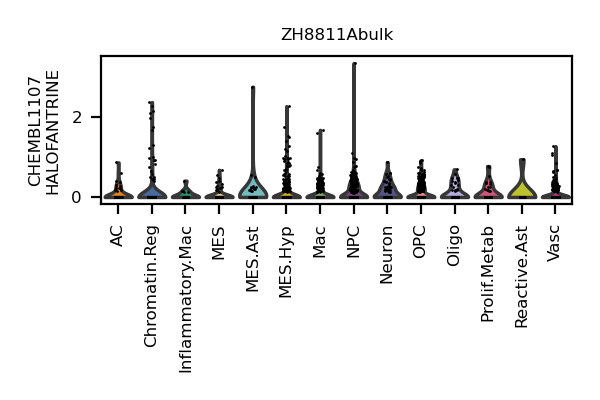 ZH8811Abulk
CHEMBL1107
HALOFANTRINE
2
0
AC
Chromatin.Reg
Inflammatory.Mac
MES
MES.Ast
MES.Hyp
Mac
NPC
Neuron
OPC
Oligo
Prolif.Metab
Reactive.Ast
Vasc